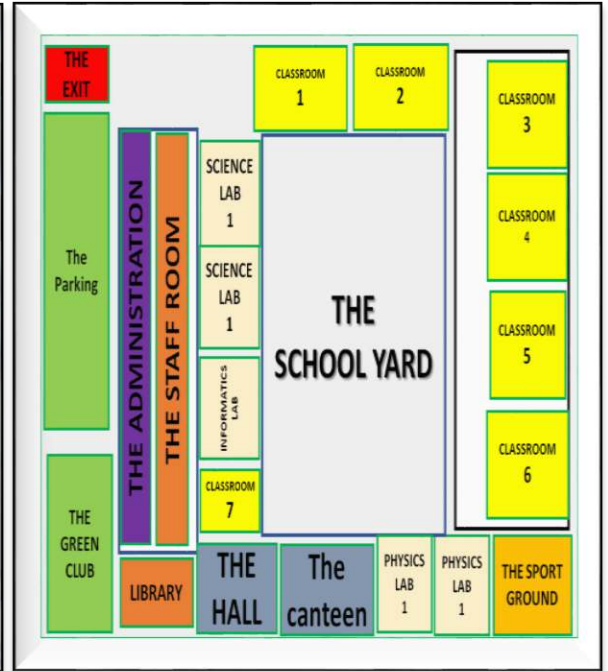 THE
EXIT
CLASSROOM
1
CLASSROOM
2
CLASSROOM
3
The
Parking
THE ADMINISTRATION
THE STAFF ROOM
SCIENCE
LAB
1
SCIENCE
LAB
1
INFORMATICS
LAB
CLASSROOM
7
THE
SCHOOL YARD
CLASSROOM
4
CLASSROOM
5
CLASSROOM
6
THE
GREEN
CLUB
LIBRARY
THE
HALL
The
canteen
PHYSICS
LAB
1
PHYSICS
LAB
1
THE SPORT
GROUND